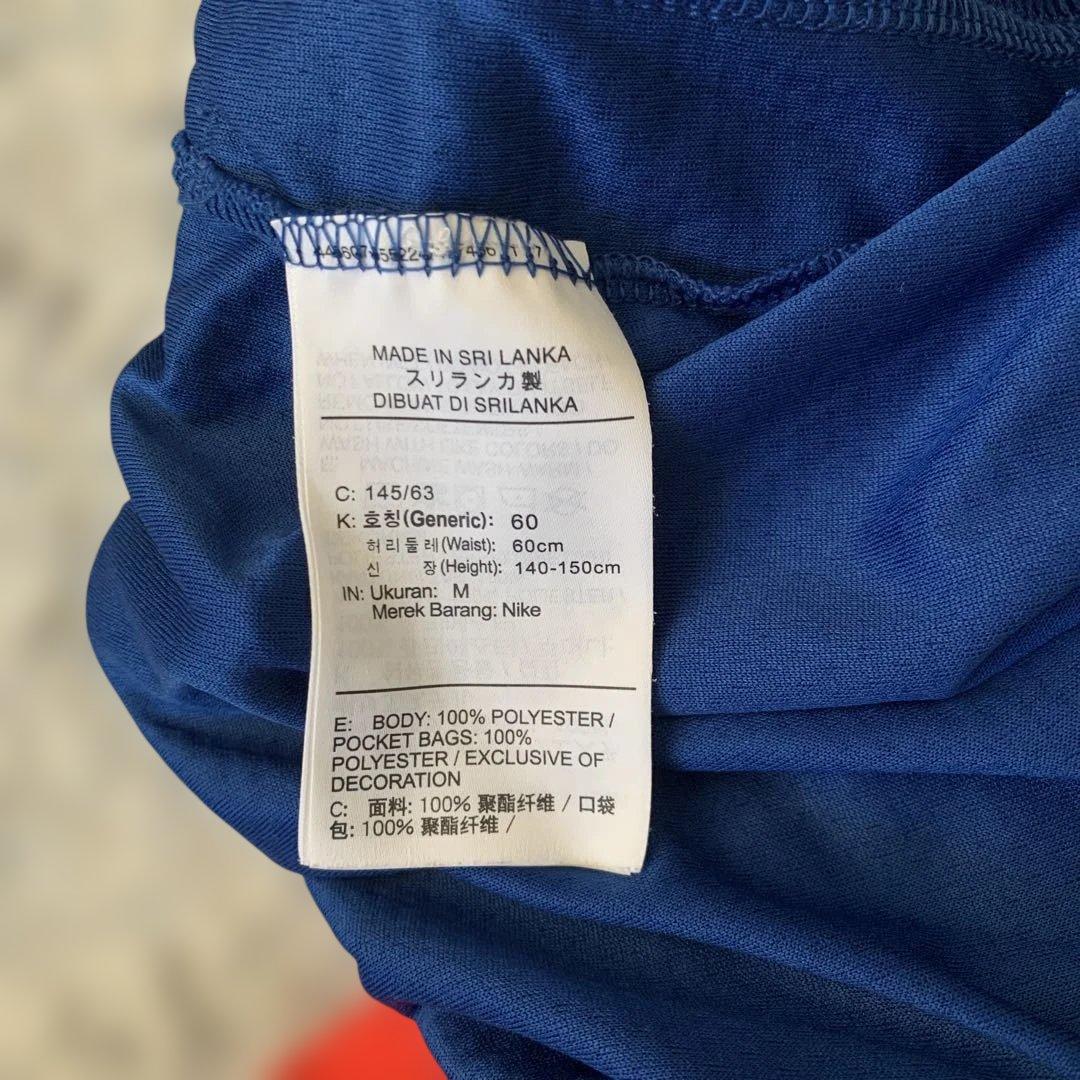 MADE IN SRI LANKA
スリランカ製
DIBUAT DI SRILANKA
C: 145/63
K: 호칭(Generic): 60
허리둘레(Waist): 60cm
신 장(Height): 140-150cm
IN: Ukuran: M
Merek Barang: Nike
E: BODY: 100% POLYESTER /
POCKET BAGS: 100%
POLYESTER / EXCLUSIVE OF
DECORATION
C: 面料: 100% 聚酯纤维 / 口袋
包: 100% 聚酯纤维 /